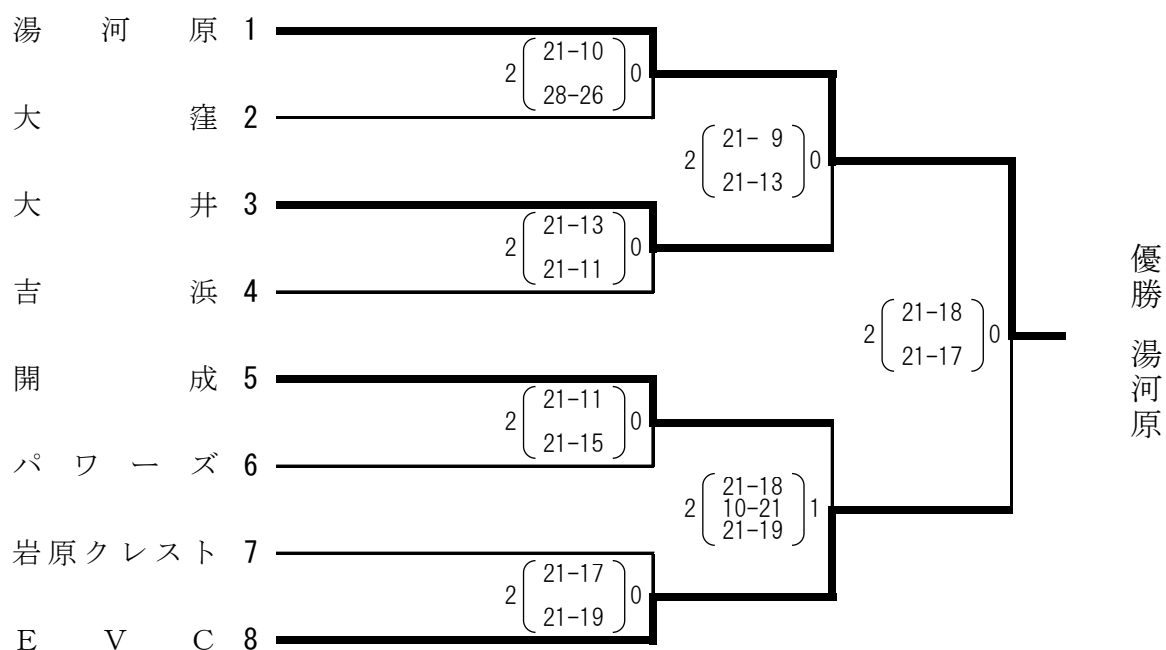 湯河原 1
2 21-10 0
28-26
大窪 2
2 21- 9 0
21-13
大井 3
2 21-13 0
21-11
吉浜 4
2 21-18 0
21-17
優勝 湯河原
開成 5
2 21-11 0
21-15
パワーズ 6
2 21-18 1
10-21
21-19
岩原クレスト 7
2 21-17 0
21-19
EVC 8